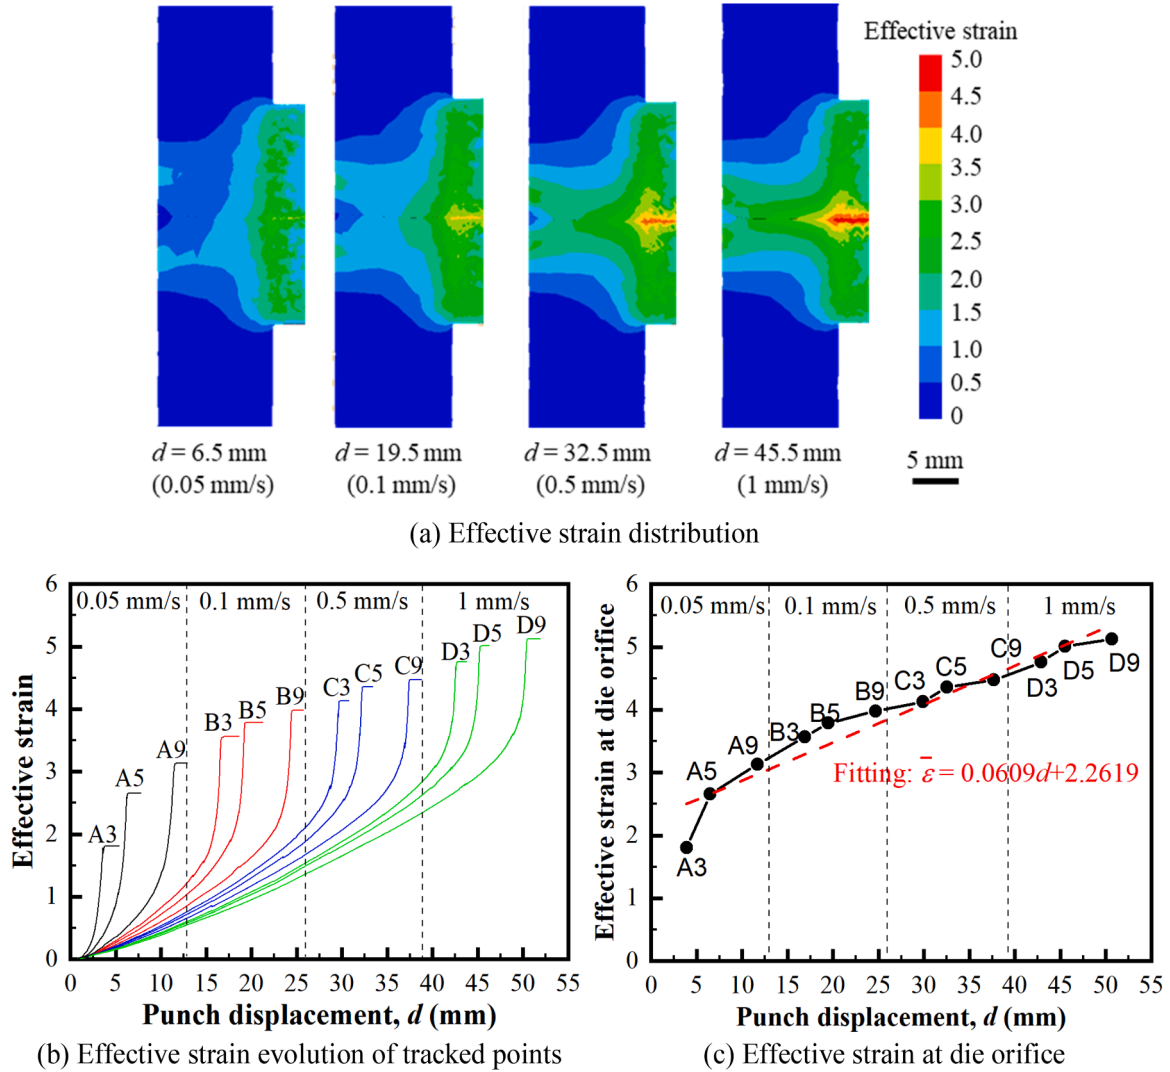 Effective strain
5.0
4.5
4.0
3.5
3.0
2.5
2.0
1.5
1.0
0.5
0
d = 6.5 mm
(0.05 mm/s)
d = 19.5 mm
(0.1 mm/s)
d = 32.5 mm
(0.5 mm/s)
d = 45.5 mm
(1 mm/s)
5 mm
(a) Effective strain distribution
Effective strain
6
5
4
3
2
1
0
0.05 mm/s
0.1 mm/s
0.5 mm/s
1 mm/s
A3
A5
A9
B3
B5
B9
C3
C5
C9
D3
D5
D9
0 5 10 15 20 25 30 35 40 45 50 55
Punch displacement, d (mm)
(b) Effective strain evolution of tracked points
Effective strain at die orifice
6
5
4
3
2
1
0
0.05 mm/s
0.1 mm/s
0.5 mm/s
1 mm/s
A3
A5
A9
B3
B5
B9
C3
C5
C9
D3
D5
D9
Fitting: ε̄ = 0.0609d+2.2619
0 5 10 15 20 25 30 35 40 45 50 55
Punch displacement, d (mm)
(c) Effective strain at die orifice